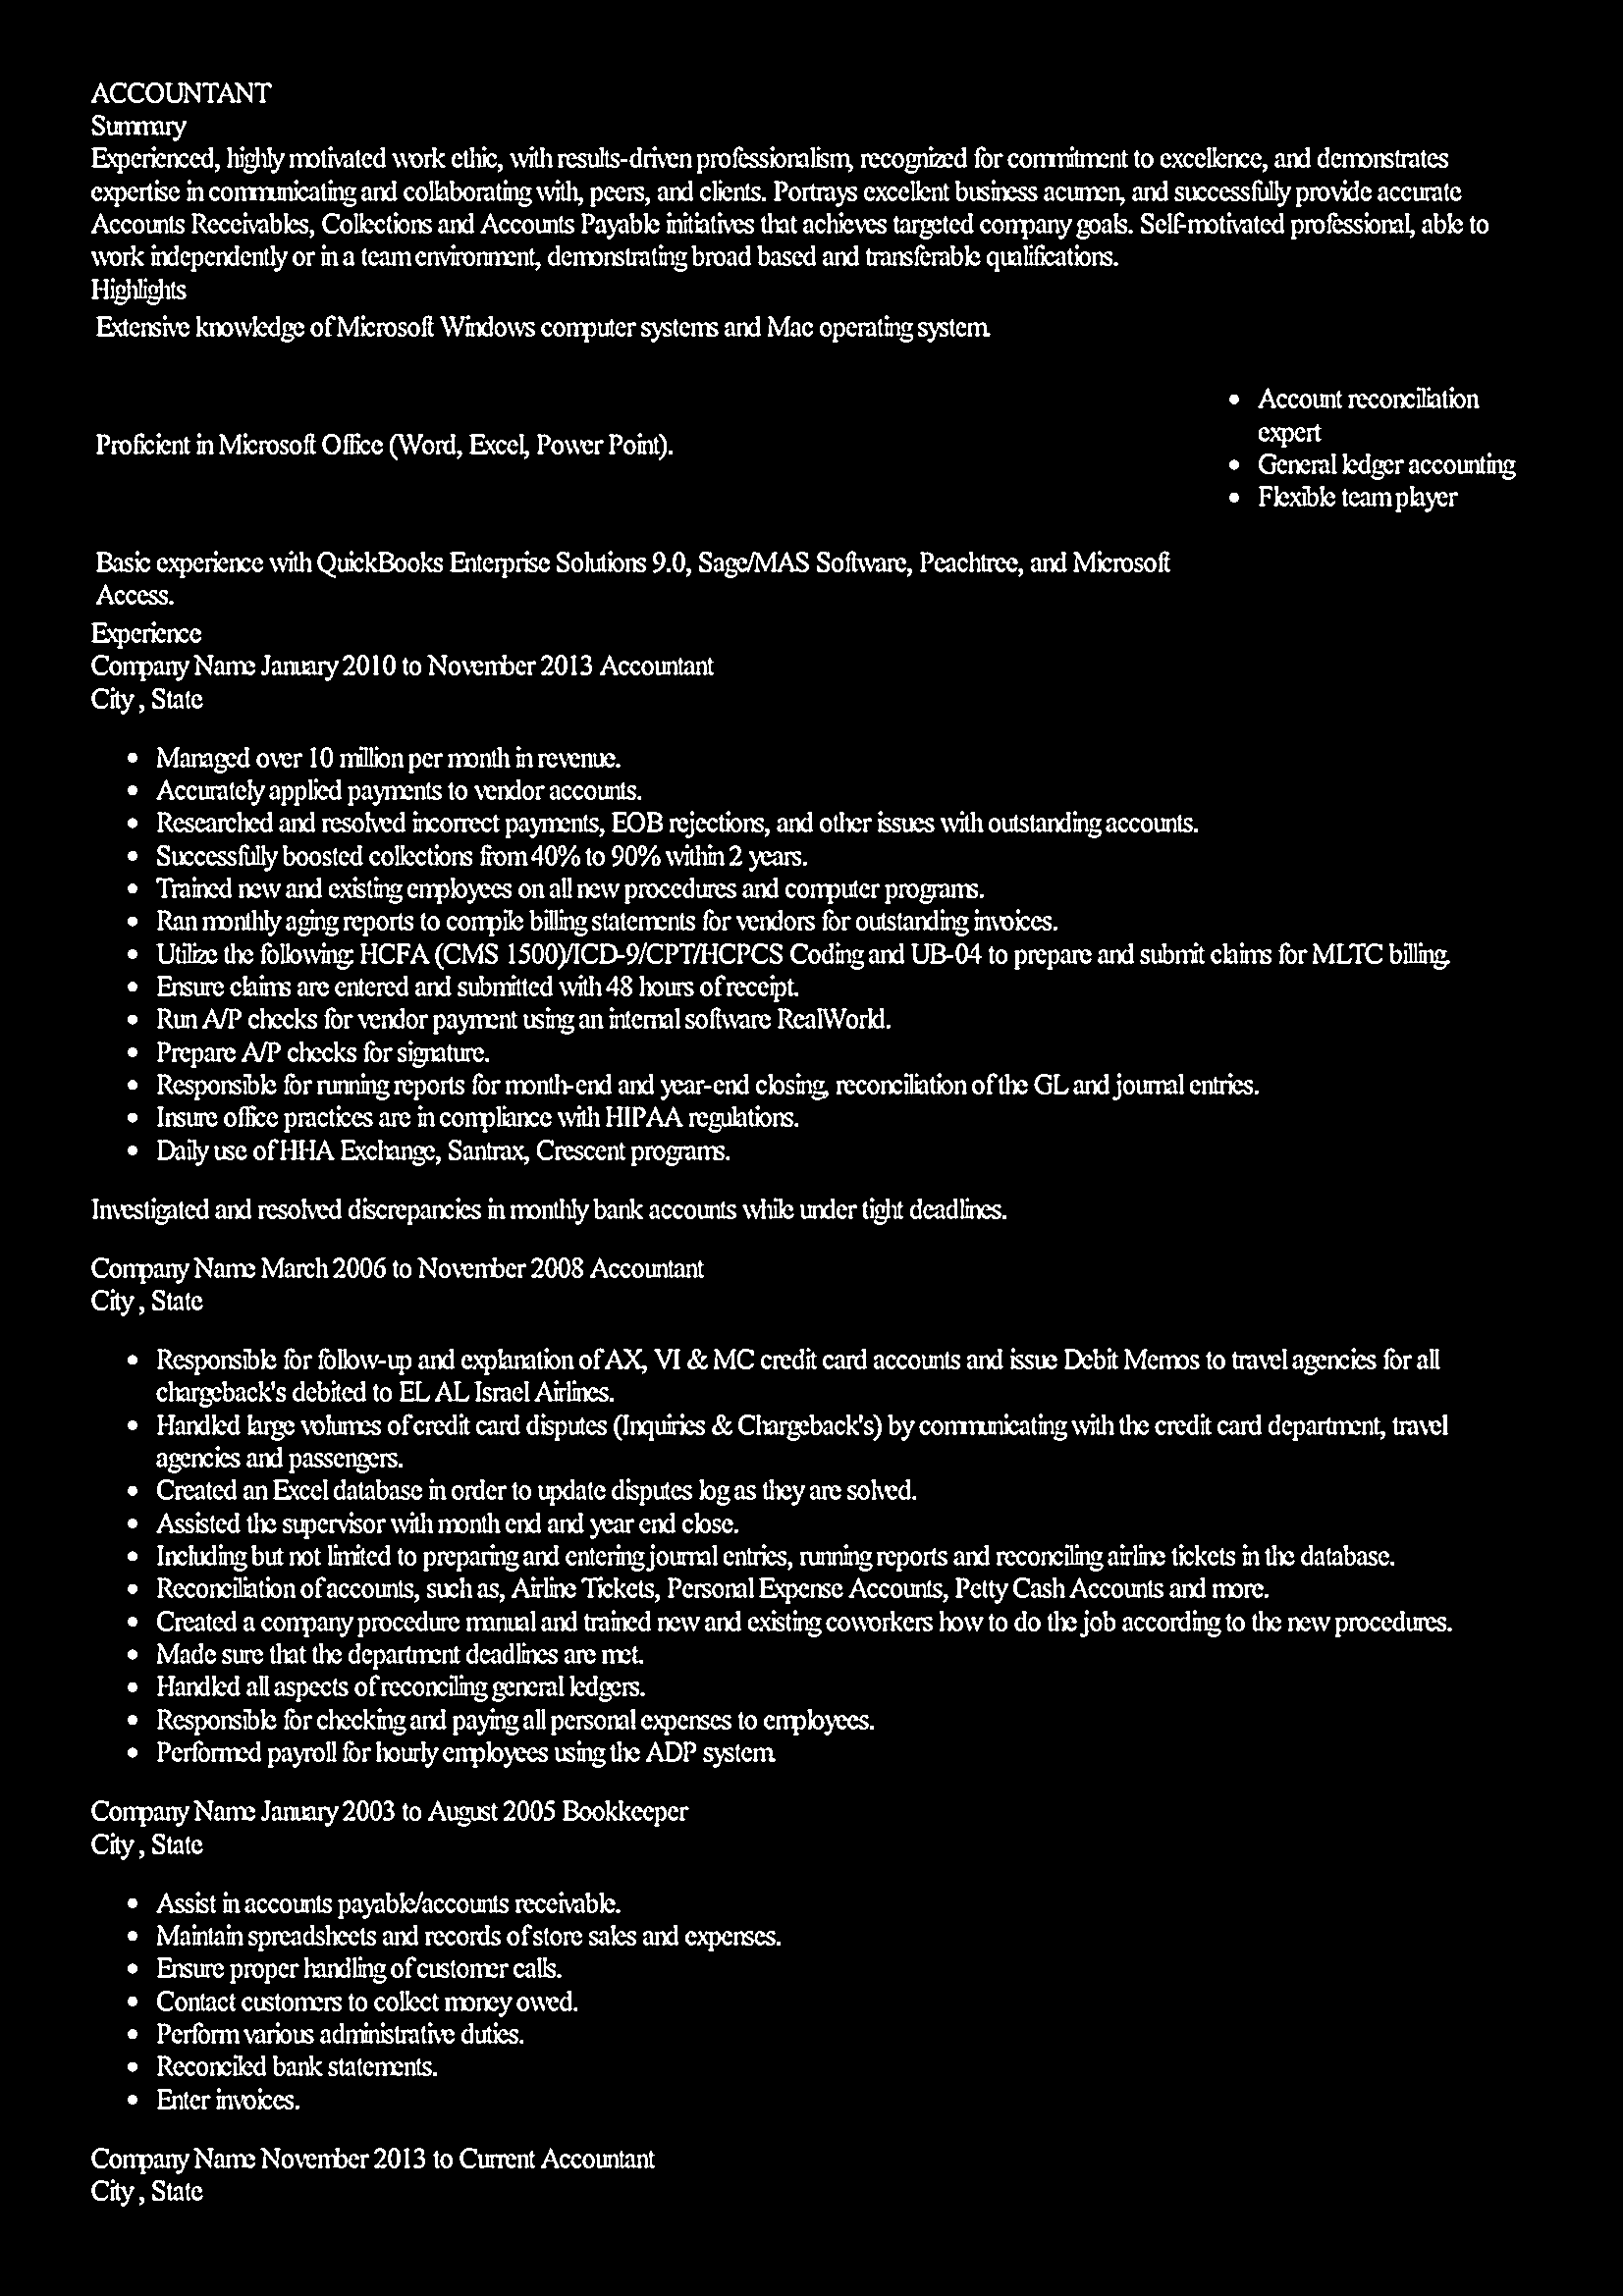 ACCOUNTANT
Summary
Experienced, highly motivated work ethic, with results-driven professionalism, recognized for commitment to excellence, and demonstrates
expertise in communicating and collaborating with, peers, and clients. Portrays excellent business acumen, and successfully provide accurate
Accounts Receivables, Collections and Accounts Payable initiatives that achieves targeted company goals. Self-motivated professional, able to
work independently or in a team environment, demonstrating broad based and transferable qualifications.
Highlights
Extensive knowledge of Microsoft Windows computer systems and Mac operating system.
Proficient in Microsoft Office (Word, Excel, Power Point).
Basic experience with QuickBooks Enterprise Solutions 9.0, Sage/MAS Software, Peachtree, and Microsoft
Access.
• Account reconciliation
expert
• General ledger accounting
• Flexible team player
Experience
Company Name January 2010 to November 2013 Accountant
City , State
• Managed over 10 million per month in revenue.
• Accurately applied payments to vendor accounts.
• Researched and resolved incorrect payments, EOB rejections, and other issues with outstanding accounts.
• Successfully boosted collections from 40% to 90% within 2 years.
• Trained new and existing employees on all new procedures and computer programs.
• Ran monthly aging reports to compile billing statements for vendors for outstanding invoices.
• Utilize the following: HCFA (CMS 1500)/ICD-9/CPT/HCPCS Coding and UB-04 to prepare and submit claims for MLTC billing.
• Ensure claims are entered and submitted with 48 hours of receipt.
• Run A/P checks for vendor payment using an internal software RealWorld.
• Prepare A/P checks for signature.
• Responsible for running reports for month-end and year-end closing, reconciliation of the GL and journal entries.
• Insure office practices are in compliance with HIPAA regulations.
• Daily use of HHA Exchange, Santrax, Crescent programs.
Investigated and resolved discrepancies in monthly bank accounts while under tight deadlines.
Company Name March 2006 to November 2008 Accountant
City , State
• Responsible for follow-up and explanation of AX, VI & MC credit card accounts and issue Debit Memos to travel agencies for all
chargeback's debited to EL AL Israel Airlines.
• Handled large volumes of credit card disputes (Inquiries & Chargeback's) by communicating with the credit card department, travel
agencies and passengers.
• Created an Excel database in order to update disputes log as they are solved.
• Assisted the supervisor with month end and year end close.
• Including but not limited to preparing and entering journal entries, running reports and reconciling airline tickets in the database.
• Reconciliation of accounts, such as, Airline Tickets, Personal Expense Accounts, Petty Cash Accounts and more.
• Created a company procedure manual and trained new and existing coworkers how to do the job according to the new procedures.
• Made sure that the department deadlines are met.
• Handled all aspects of reconciling general ledgers.
• Responsible for checking and paying all personal expenses to employees.
• Performed payroll for hourly employees using the ADP system.
Company Name January 2003 to August 2005 Bookkeeper
City , State
• Assist in accounts payable/accounts receivable.
• Maintain spreadsheets and records of store sales and expenses.
• Ensure proper handling of customer calls.
• Contact customers to collect money owed.
• Perform various administrative duties.
• Reconciled bank statements.
• Enter invoices.
Company Name November 2013 to Current Accountant
City , State